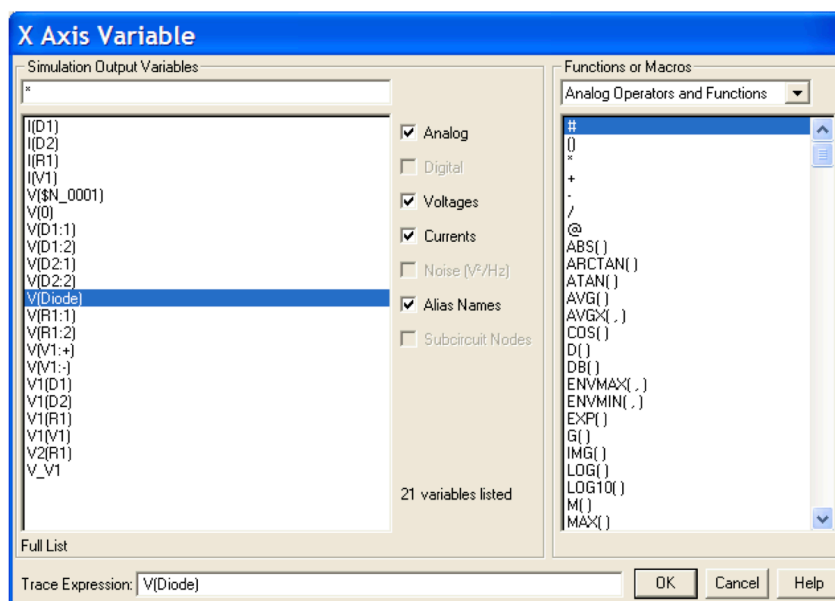 X Axis Variable
Simulation Output Variables
*
I(D1)
I(D2)
I(R1)
I(V1)
V($N_0001)
V(0)
V(D1:1)
V(D1:2)
V(D2:1)
V(D2:2)
V(Diode)
V(R1:1)
V(R1:2)
V(V1:+)
V(V1:-)
V1(D1)
V1(D2)
V1(R1)
V1(V1)
V2(R1)
V_V1
Full List
Analog
Digital
Voltages
Currents
Noise (V²/Hz)
Alias Names
Subcircuit Nodes
21 variables listed
Functions or Macros
Analog Operators and Functions
#
()
*
+
-
/
@
ABS( )
ARCTAN( )
ATAN( )
AVG( )
AVGX( , )
COS( )
D( )
DB( )
ENVMAX( , )
ENVMIN( , )
EXP( )
G( )
IMG( )
LOG( )
LOG10( )
M( )
MAX( )
Trace Expression: V(Diode)
OK Cancel Help